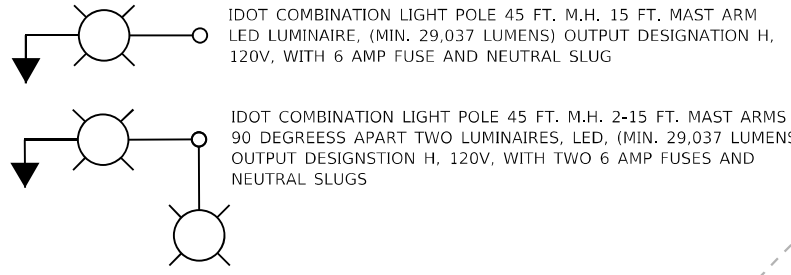 IDOT COMBINATION LIGHT POLE 45 FT. M.H. 15 FT. MAST ARM
LED LUMINAIRE, (MIN. 29,037 LUMENS) OUTPUT DESIGNATION H,
120V, WITH 6 AMP FUSE AND NEUTRAL SLUG
IDOT COMBINATION LIGHT POLE 45 FT. M.H. 2-15 FT. MAST ARMS
90 DEGREESS APART TWO LUMINAIRES, LED, (MIN. 29,037 LUMENS
OUTPUT DESIGNSTION H, 120V, WITH TWO 6 AMP FUSES AND
NEUTRAL SLUGS